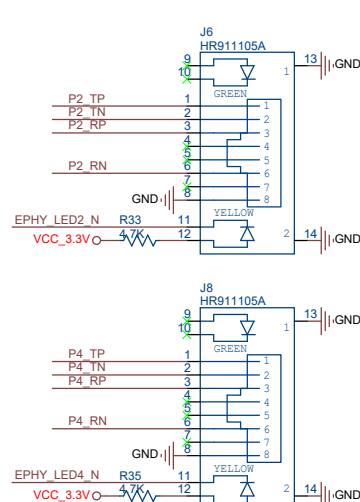 J6
HR911105A
9
10
GREEN
1
13
GND
P2_TP 1 1
P2_TN 2 2
P2_RP 3 3
4 4
5 5
P2_RN 6 6
7 7
GND 8 8
YELLOW
EPHY_LED2_N R33 11
VCC_3.3V 4.7K 12
2
14
GND
J8
HR911105A
9
10
GREEN
1
13
GND
P4_TP 1 1
P4_TN 2 2
P4_RP 3 3
4 4
5 5
P4_RN 6 6
7 7
GND 8 8
YELLOW
EPHY_LED4_N R35 11
VCC_3.3V 4.7K 12
2
14
GND